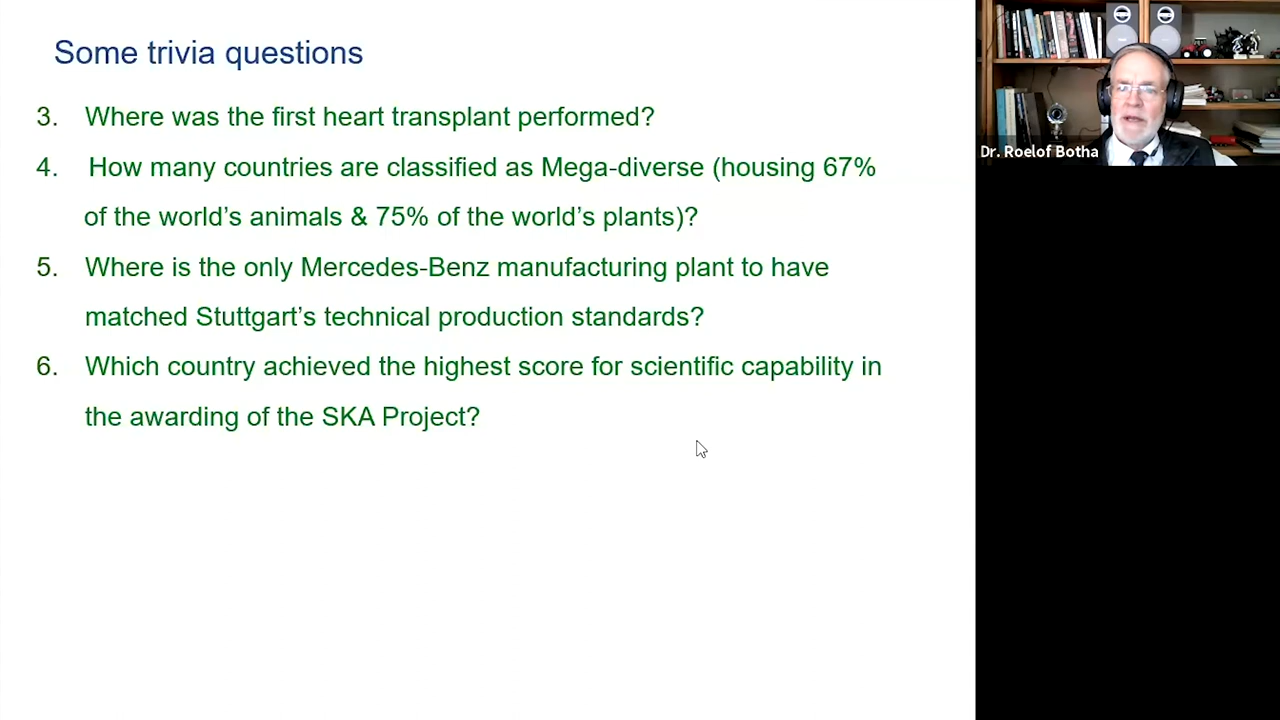 Some trivia questions
3. Where was the first heart transplant performed?
4. How many countries are classified as Mega-diverse (housing 67%
of the world’s animals & 75% of the world’s plants)?
5. Where is the only Mercedes-Benz manufacturing plant to have
matched Stuttgart’s technical production standards?
6. Which country achieved the highest score for scientific capability in
the awarding of the SKA Project?
Dr. Roelof Botha